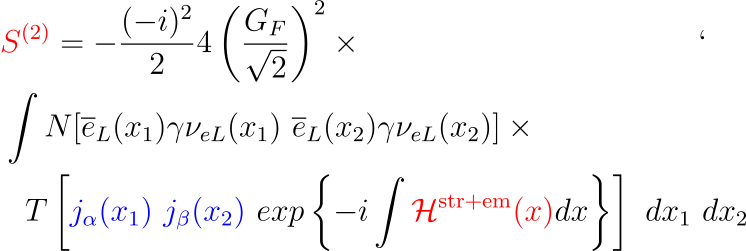 S^{(2)} = -\frac{(-i)^2}{2} 4 \left( \frac{G_F}{\sqrt{2}} \right)^2 \times ‘
\int N[\overline{e}_L(x_1)\gamma\nu_{eL}(x_1)\ \overline{e}_L(x_2)\gamma\nu_{eL}(x_2)] \times
T \left[ j_\alpha(x_1)\ j_\beta(x_2)\ exp \left\{ -i \int \mathcal{H}^{\text{str+em}}(x)dx \right\} \right]\ dx_1\ dx_2